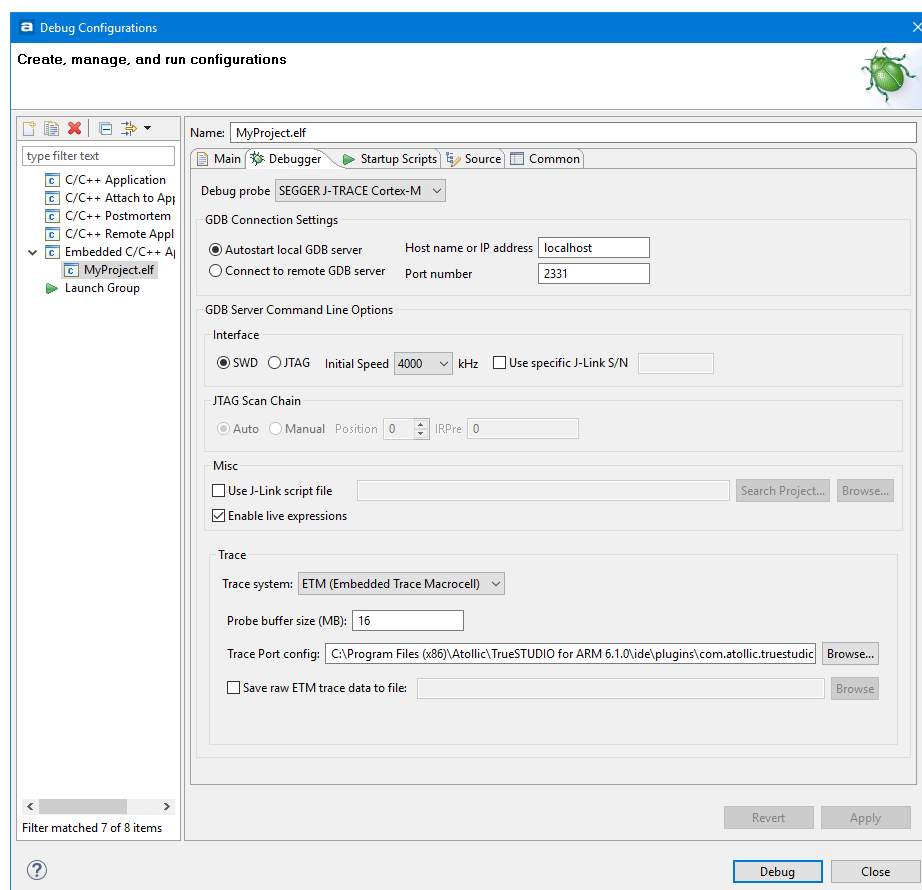 Debug Configurations
Create, manage, and run configurations
type filter text
C/C++ Application
C/C++ Attach to App
C/C++ Postmortem
C/C++ Remote Appl
Embedded C/C++ Ap
MyProject.elf
Launch Group
Filter matched 7 of 8 items
Name: MyProject.elf
Main Debugger Startup Scripts Source Common
Debug probe SEGGER J-TRACE Cortex-M
GDB Connection Settings
Autostart local GDB server Host name or IP address localhost
Connect to remote GDB server Port number 2331
GDB Server Command Line Options
Interface
SWD JTAG Initial Speed 4000 kHz Use specific J-Link S/N
JTAG Scan Chain
Auto Manual Position 0 IRPre 0
Misc
Use J-Link script file Search Project... Browse...
Enable live expressions
Trace
Trace system: ETM (Embedded Trace Macrocell)
Probe buffer size (MB): 16
Trace Port config: C:\Program Files (x86)\Atollic\TrueSTUDIO for ARM 6.1.0\ide\plugins\com.atollic.truestudic Browse...
Save raw ETM trace data to file: Browse
Revert Apply
Debug Close